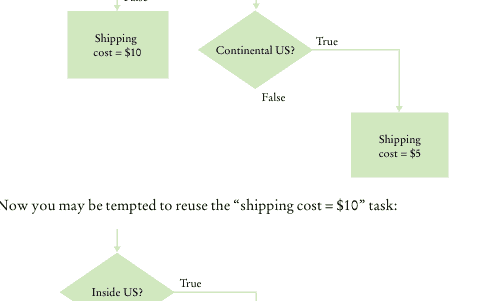 False
Shipping
cost = $10
Continental US?
True
False
Shipping
cost = $5
Now you may be tempted to reuse the “shipping cost = $10” task:
Inside US?
True